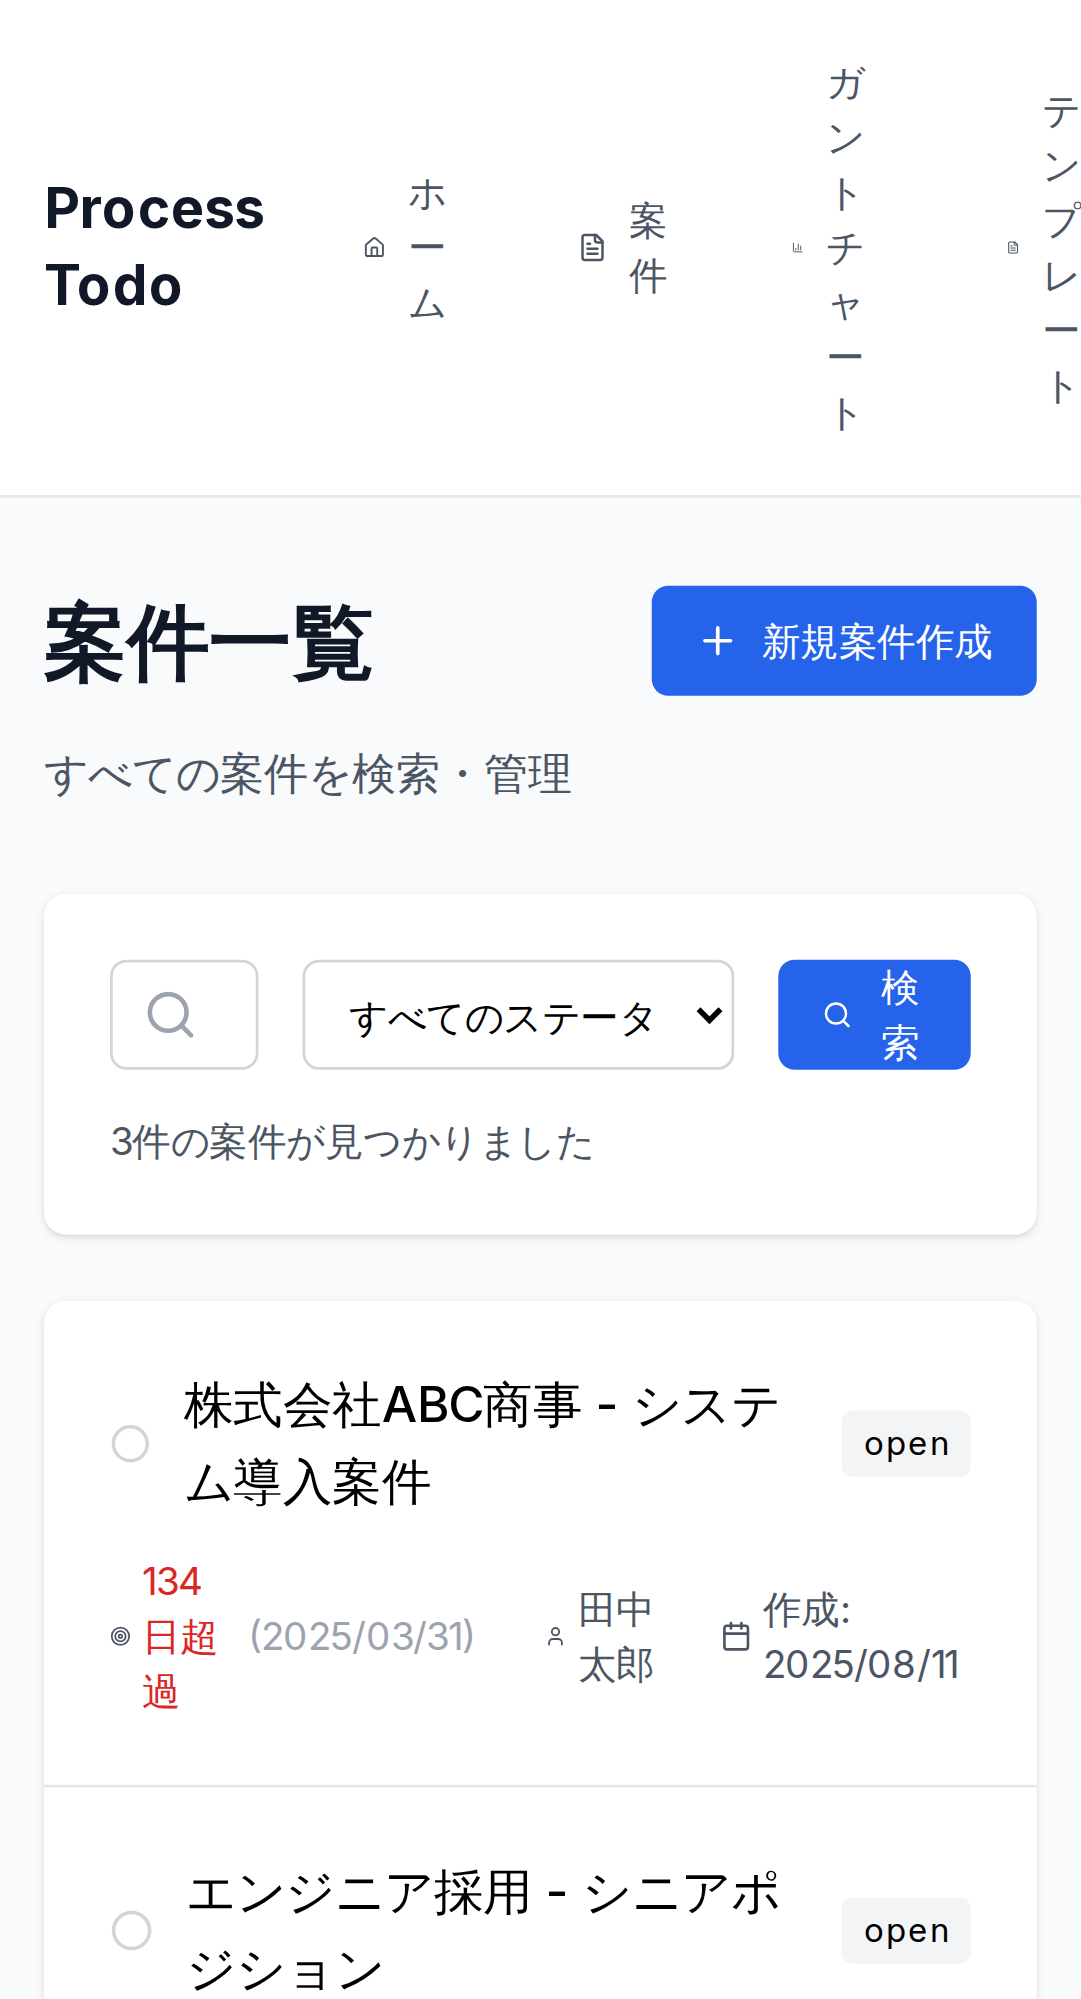 Process
Todo
ホーム
案件
ガントチャート
テンプレート
案件一覧
新規案件作成
すべての案件を検索・管理
すべてのステータ
検索
3件の案件が見つかりました
株式会社ABC商事 - システ
ム導入案件
open
134
日超
過
(2025/03/31)
田中
太郎
作成:
2025/08/11
エンジニア採用 - シニアポ
ジション
open